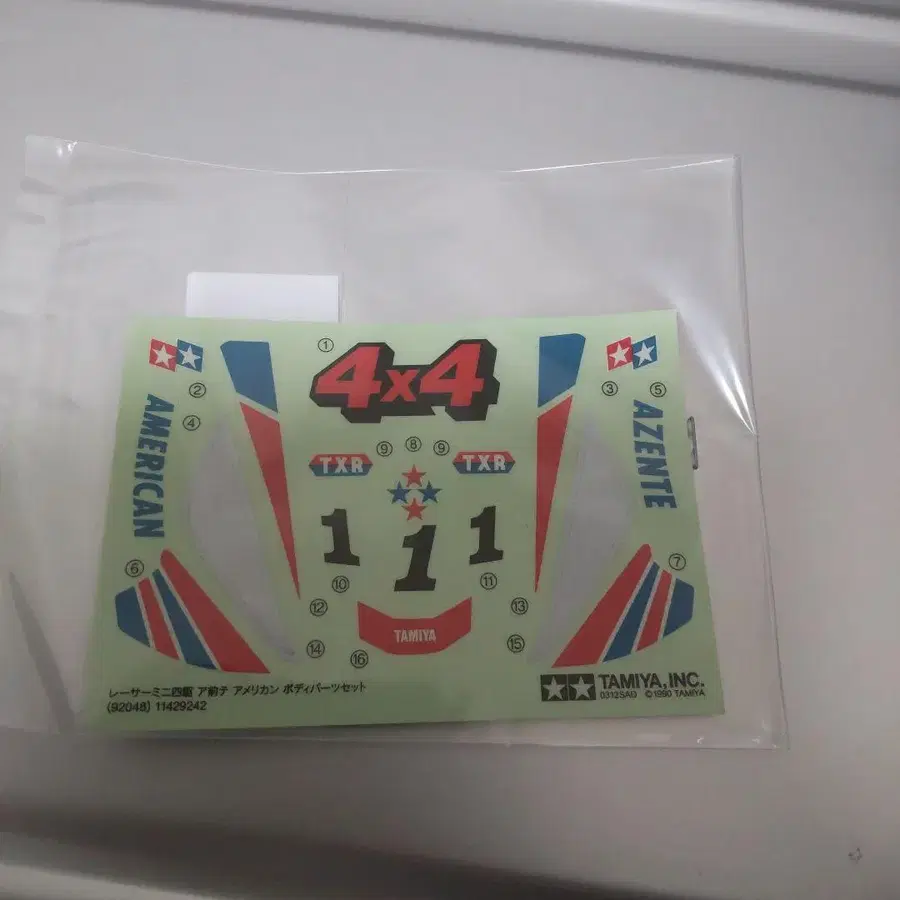 ①
4x4
②
③
⑤
④
AMERICAN
AZENTE
⑨ ⑧ ⑨
TXR
TXR
1 1 1
⑥
⑦
⑩
⑪
⑫
⑬
TAMIYA
⑭
⑮
⑯
レーサーミニ四駆 アメリカン ボディパーツセット
(92048) 11429242
TAMIYA, INC.
0312SAD ©1990 TAMIYA